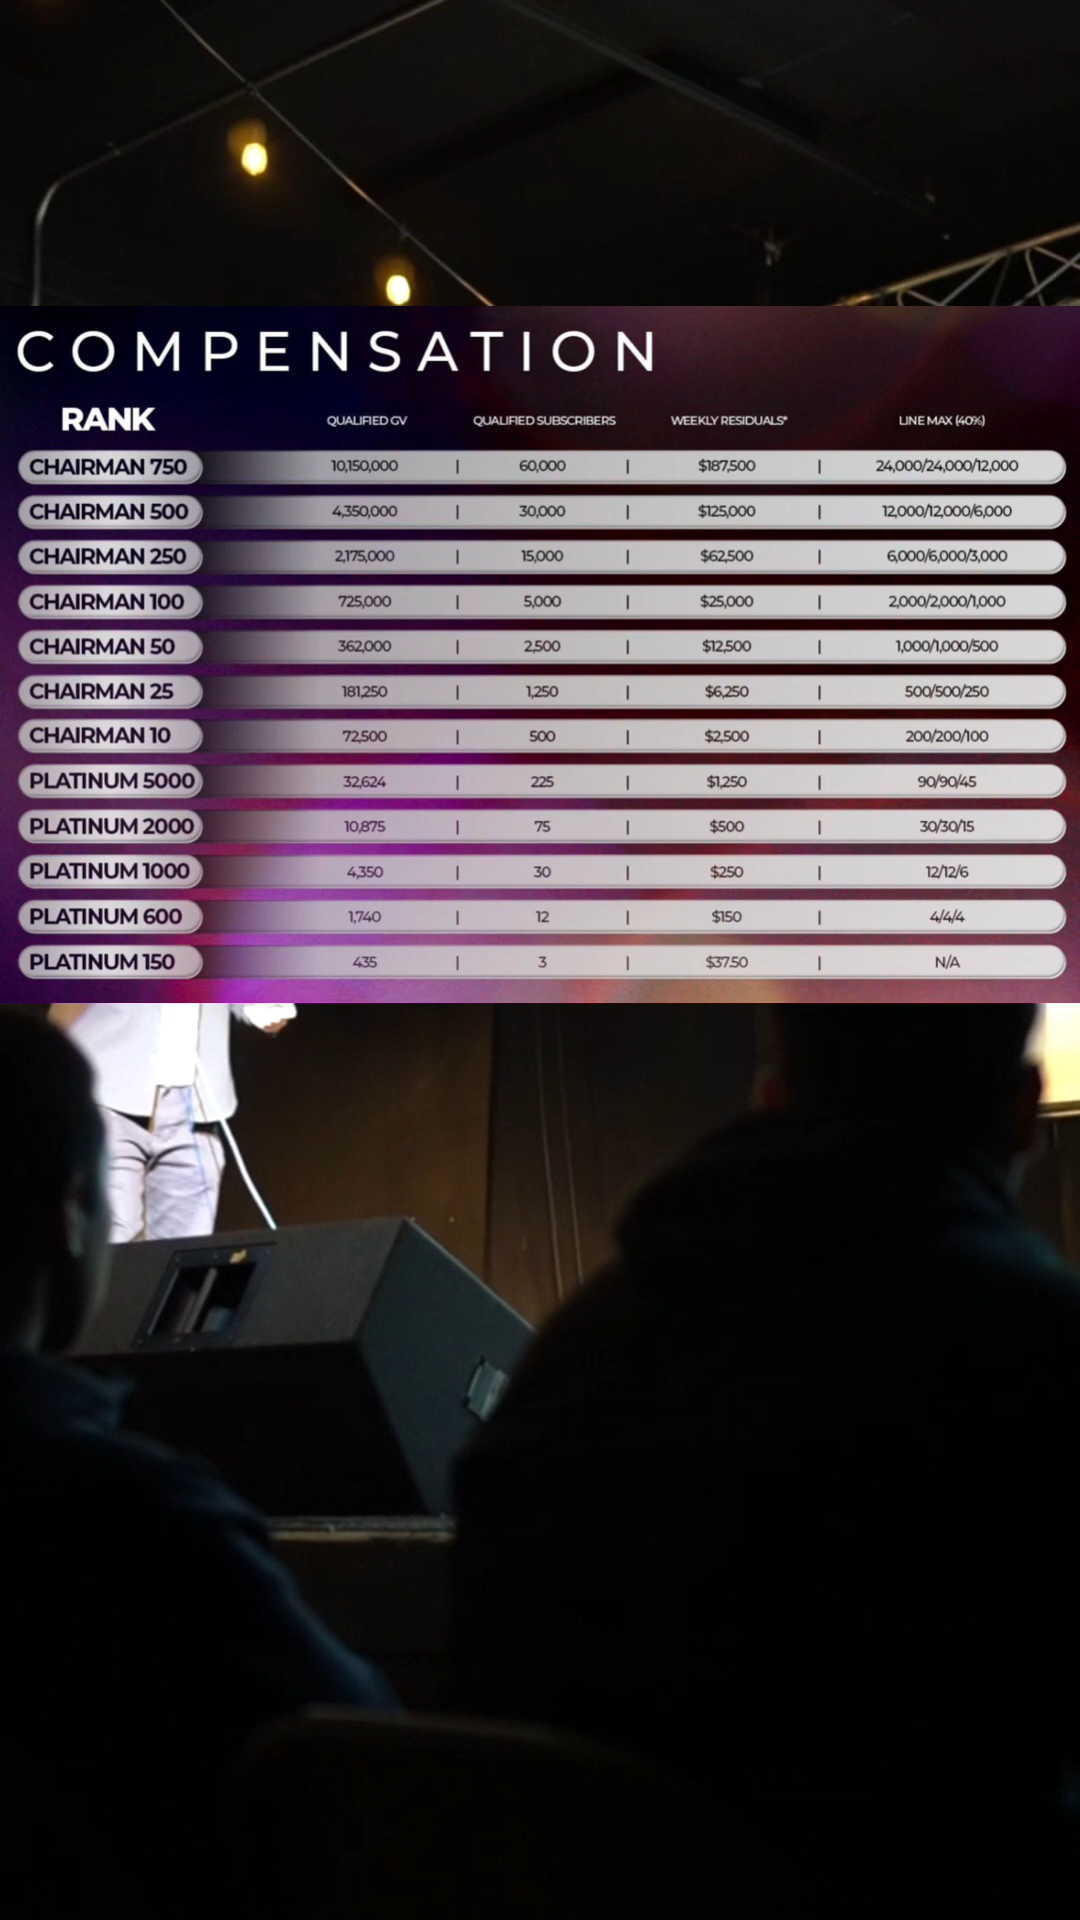 COMPENSATION
RANK QUALIFIED GV QUALIFIED SUBSCRIBERS WEEKLY RESIDUALS* LINE MAX (40%)
CHAIRMAN 750 10,150,000 | 60,000 | $187,500 | 24,000/24,000/12,000
CHAIRMAN 500 4,350,000 | 30,000 | $125,000 | 12,000/12,000/6,000
CHAIRMAN 250 2,175,000 | 15,000 | $62,500 | 6,000/6,000/3,000
CHAIRMAN 100 725,000 | 5,000 | $25,000 | 2,000/2,000/1,000
CHAIRMAN 50 362,000 | 2,500 | $12,500 | 1,000/1,000/500
CHAIRMAN 25 181,250 | 1,250 | $6,250 | 500/500/250
CHAIRMAN 10 72,500 | 500 | $2,500 | 200/200/100
PLATINUM 5000 32,624 | 225 | $1,250 | 90/90/45
PLATINUM 2000 10,875 | 75 | $500 | 30/30/15
PLATINUM 1000 4,350 | 30 | $250 | 12/12/6
PLATINUM 600 1,740 | 12 | $150 | 4/4/4
PLATINUM 150 435 | 3 | $37.50 | N/A